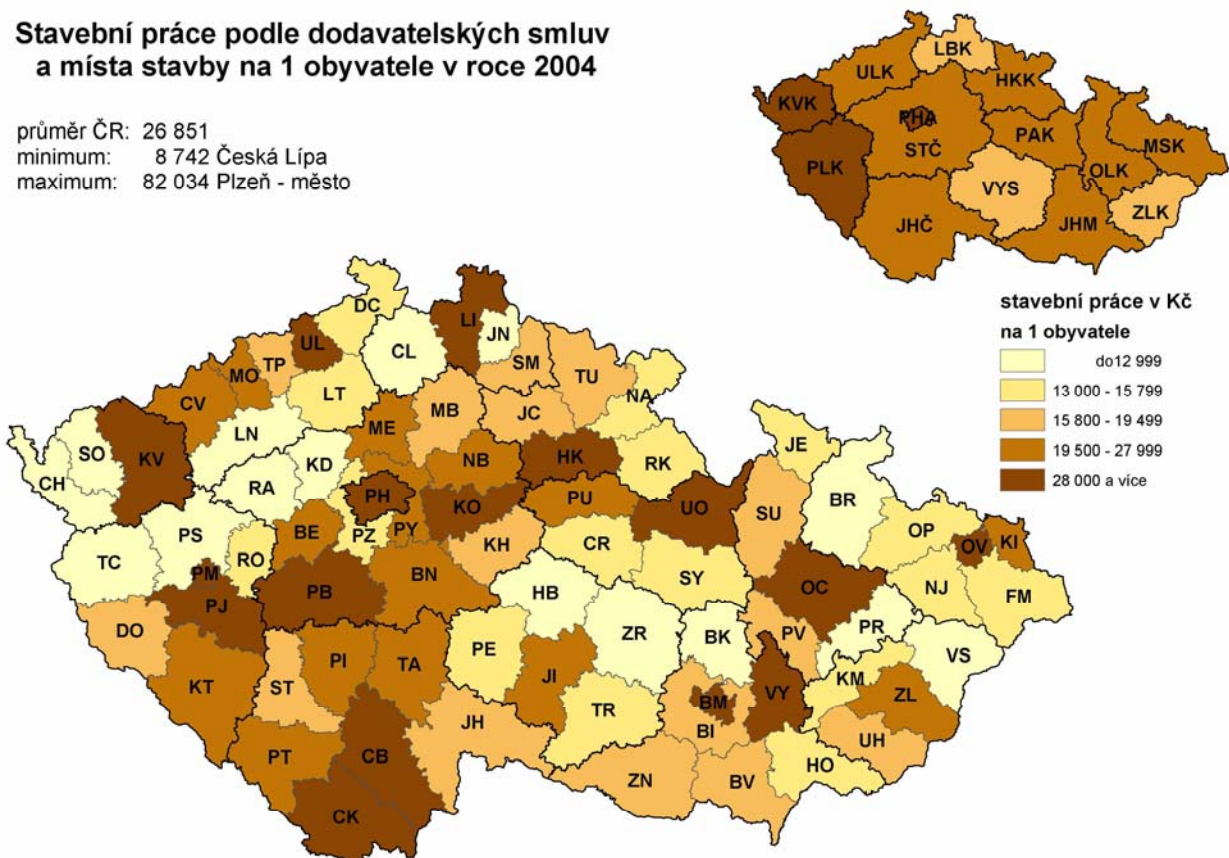 Stavební práce podle dodavatelských smluv
a místa stavby na 1 obyvatele v roce 2004
průměr ČR: 26 851
minimum: 8 742 Česká Lípa
maximum: 82 034 Plzeň - město
LBK
ULK
HKK
KVK
PHA
PAK
STČ
MSK
PLK
OLK
VYS
ZLK
JHČ
JHM
stavební práce v Kč
na 1 obyvatele
do12 999
13 000 - 15 799
15 800 - 19 499
19 500 - 27 999
28 000 a více
DC
LI
UL
JN
CL
TP
SM
MO
TU
LT
NA
CV
MB
JC
ME
LN
SO
KV
KD
NB
HK
RK
JE
CH
RA
PH
KO
PU
UO
SU
BR
PS
BE
PZ
PY
OP
RO
KH
CR
OV
KI
TC
PM
BN
SY
OC
NJ
FM
PJ
PB
HB
DO
ZR
BK
PV
PR
PE
VS
KT
ST
PI
TA
JI
BM
VY
KM
ZL
TR
JH
BI
UH
PT
CB
HO
ZN
BV
CK